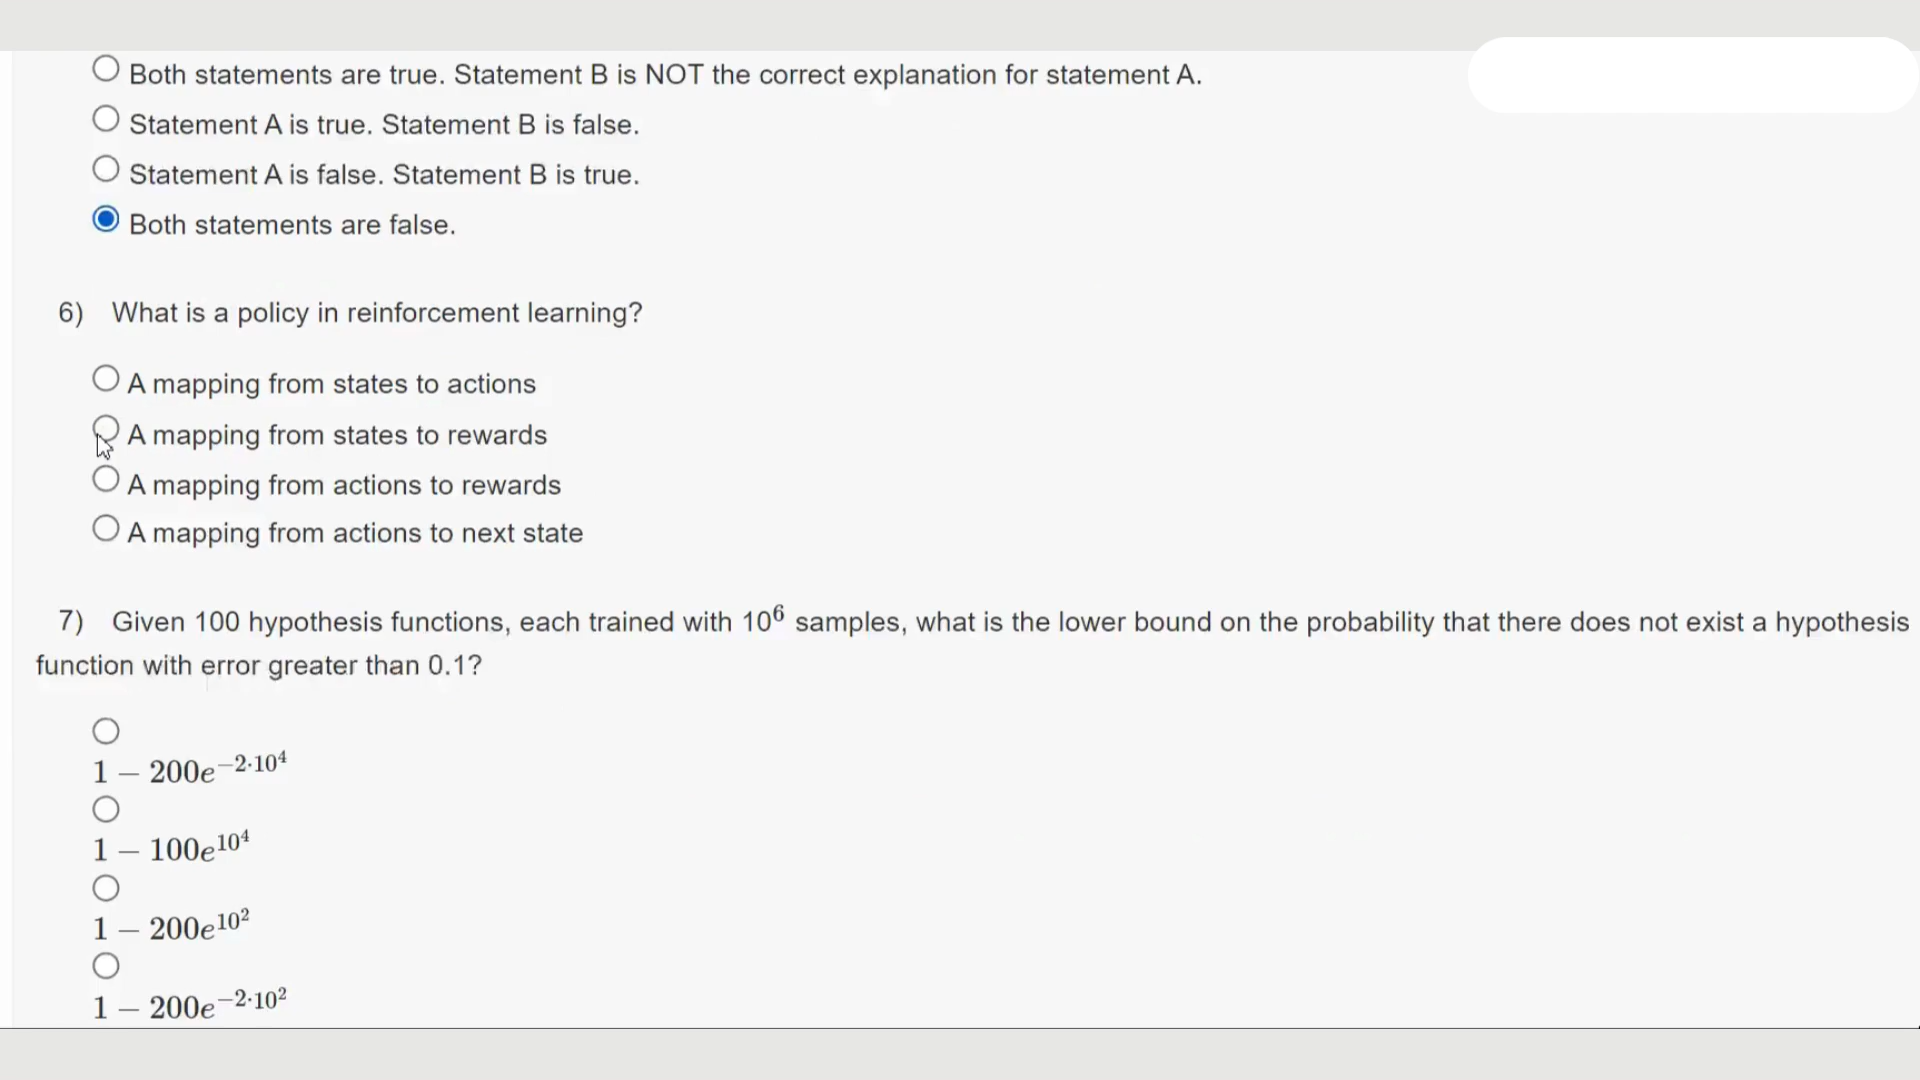 Both statements are true. Statement B is NOT the correct explanation for statement A.
Statement A is true. Statement B is false.
Statement A is false. Statement B is true.
Both statements are false.
6) What is a policy in reinforcement learning?
A mapping from states to actions
A mapping from states to rewards
A mapping from actions to rewards
A mapping from actions to next state
7) Given 100 hypothesis functions, each trained with 10⁶ samples, what is the lower bound on the probability that there does not exist a hypothesis
function with error greater than 0.1?
1 − 200e^{−2·10⁴}
1 − 100e^{10⁴}
1 − 200e^{10²}
1 − 200e^{−2·10²}